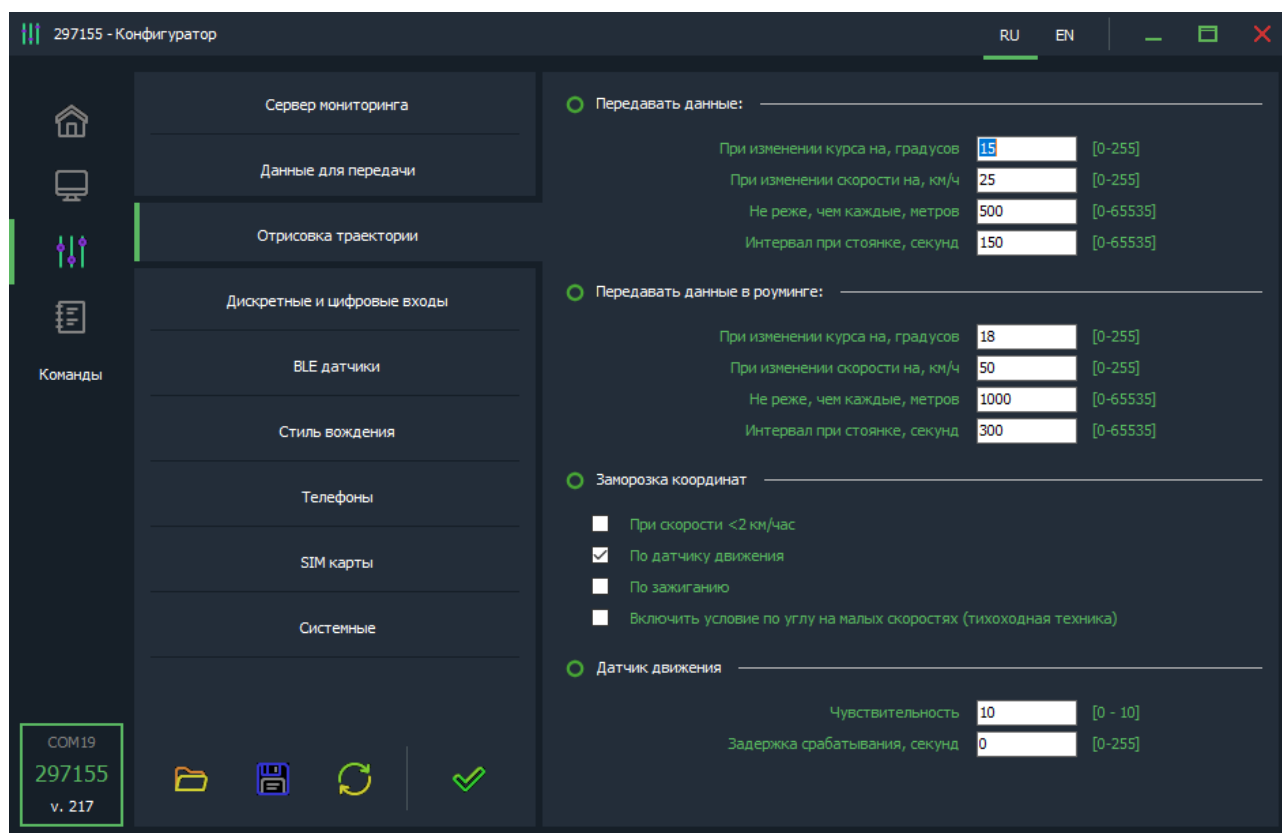 297155 - Конфигуратор
RU EN
Команды
COM19
297155
v. 217
Сервер мониторинга
Данные для передачи
Отрисовка траектории
Дискретные и цифровые входы
BLE датчики
Стиль вождения
Телефоны
SIM карты
Системные
Передавать данные:
При изменении курса на, градусов 15 [0-255]
При изменении скорости на, км/ч 25 [0-255]
Не реже, чем каждые, метров 500 [0-65535]
Интервал при стоянке, секунд 150 [0-65535]
Передавать данные в роуминге:
При изменении курса на, градусов 18 [0-255]
При изменении скорости на, км/ч 50 [0-255]
Не реже, чем каждые, метров 1000 [0-65535]
Интервал при стоянке, секунд 300 [0-65535]
Заморозка координат
При скорости <2 км/час
По датчику движения
По зажиганию
Включить условие по углу на малых скоростях (тихоходная техника)
Датчик движения
Чувствительность 10 [0 - 10]
Задержка срабатывания, секунд 0 [0-255]